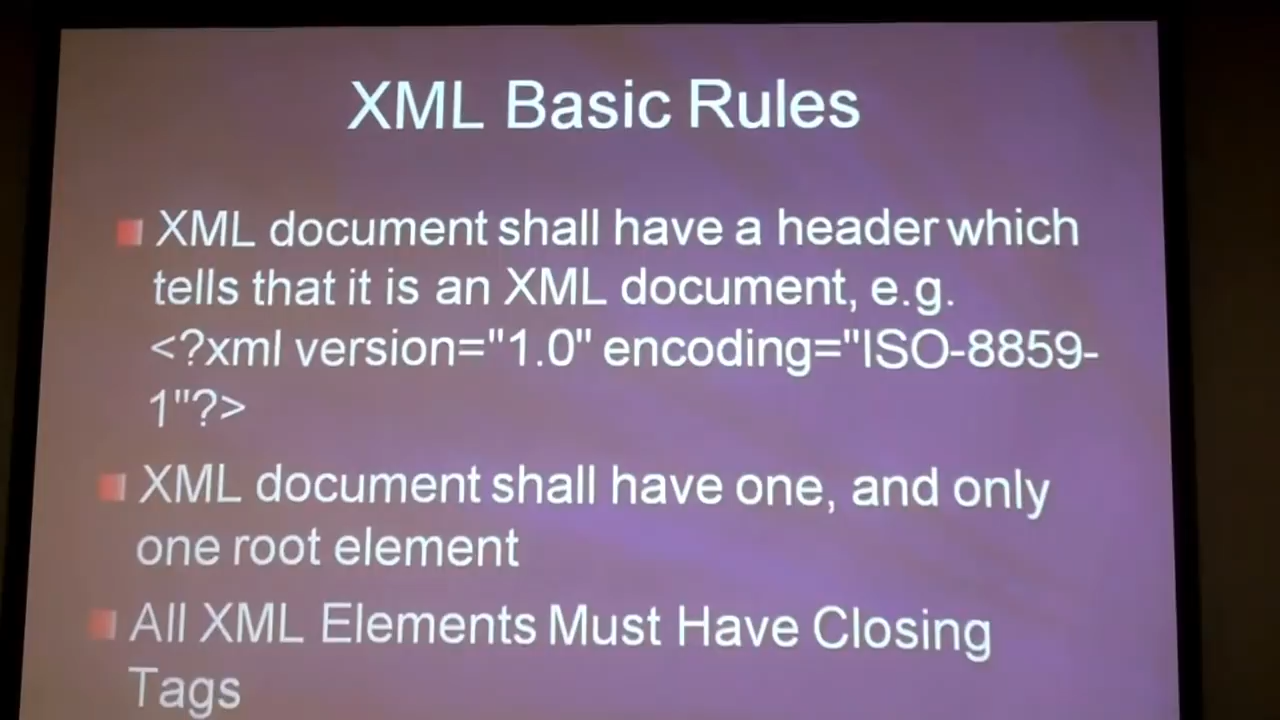 XML Basic Rules
XML document shall have a header which
tells that it is an XML document, e.g.
<?xml version="1.0" encoding="ISO-8859-
1"?>
XML document shall have one, and only
one root element
All XML Elements Must Have Closing
Tags